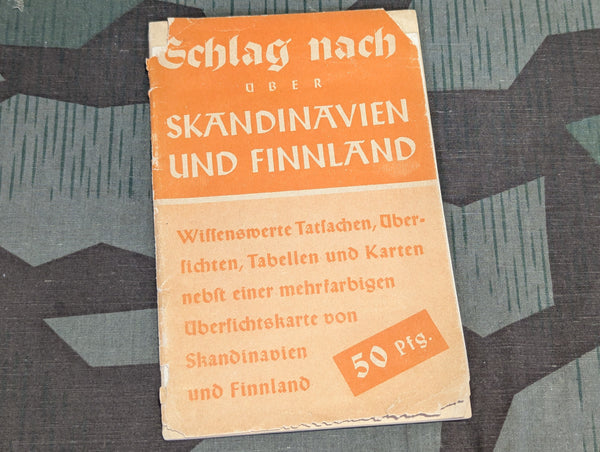 Schlag nach
ÜBER
SKANDINAVIEN
UND FINNLAND
Wiſſenswerte Tatſachen, Über-
ſichten, Tabellen und Karten
nebſt einer mehrfarbigen
Überſichtskarte von
Skandinavien
und Finnland
50 Pfg.